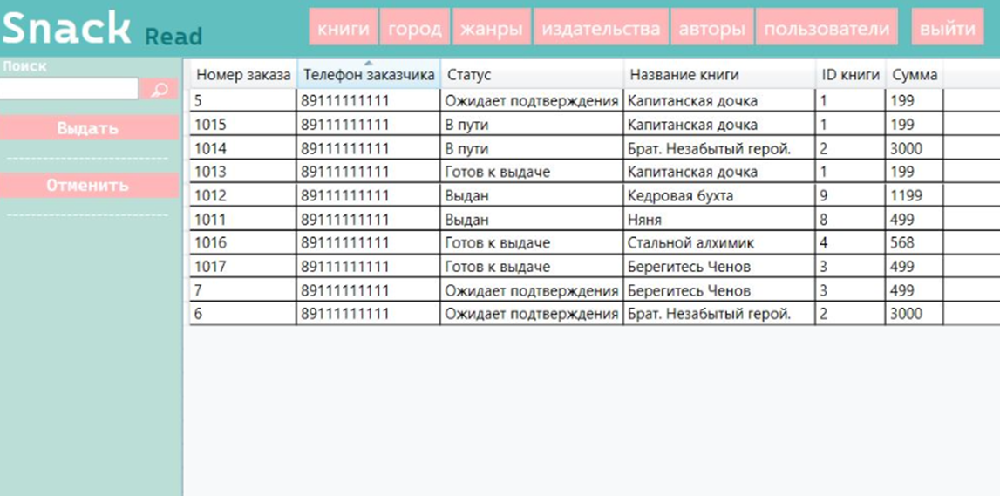 Snack Read
книги город жанры издательства авторы пользователи выйти
Поиск
Выдать
Отменить
Номер заказа Телефон заказчика Статус Название книги ID книги Сумма
5 89111111111 Ожидает подтверждения Капитанская дочка 1 199
1015 89111111111 В пути Капитанская дочка 1 199
1014 89111111111 В пути Брат. Незабытый герой. 2 3000
1013 89111111111 Готов к выдаче Капитанская дочка 1 199
1012 89111111111 Выдан Кедровая бухта 9 1199
1011 89111111111 Выдан Няня 8 499
1016 89111111111 Готов к выдаче Стальной алхимик 4 568
1017 89111111111 Готов к выдаче Берегитесь Ченов 3 499
7 89111111111 Ожидает подтверждения Берегитесь Ченов 3 499
6 89111111111 Ожидает подтверждения Брат. Незабытый герой. 2 3000